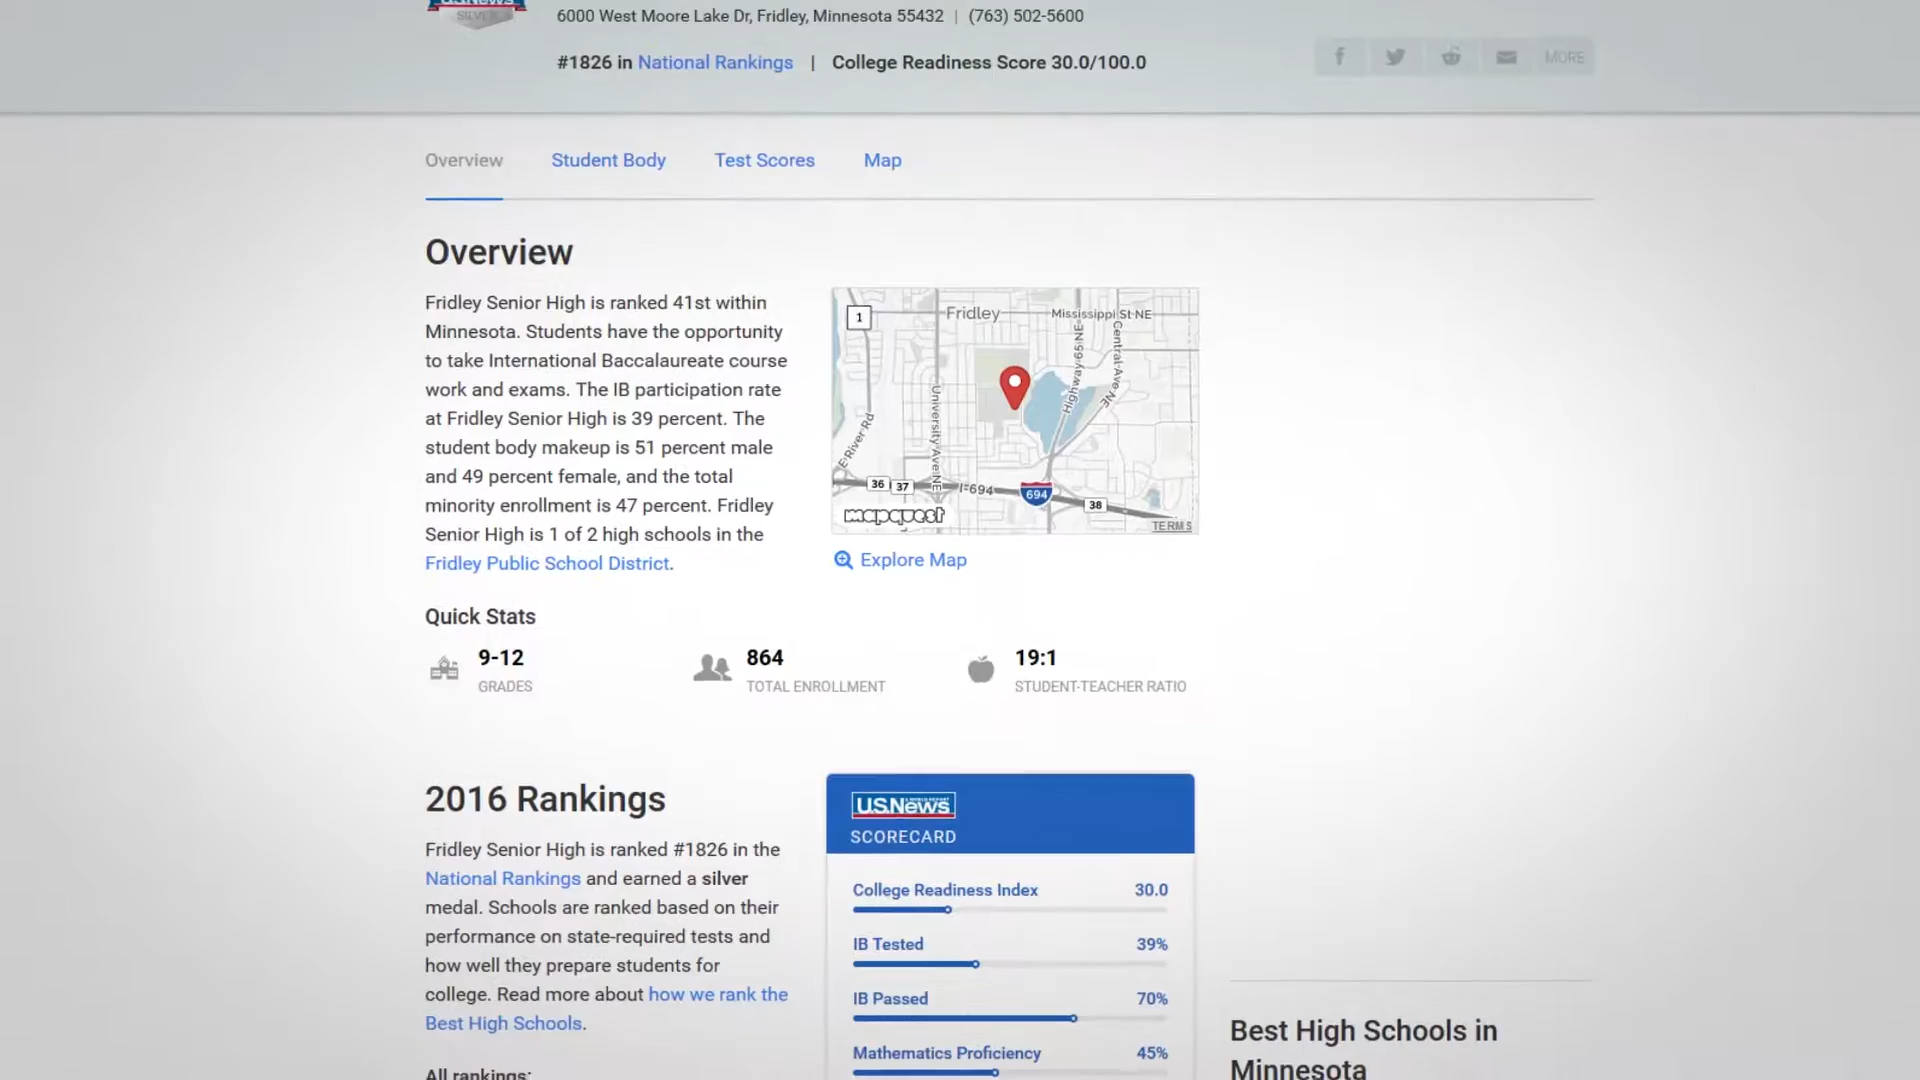 U.S.News
SILVER
6000 West Moore Lake Dr, Fridley, Minnesota 55432 | (763) 502-5600
#1826 in National Rankings | College Readiness Score 30.0/100.0
MORE
Overview
Student Body
Test Scores
Map
Overview
Fridley Senior High is ranked 41st within
Minnesota. Students have the opportunity
to take International Baccalaureate course
work and exams. The IB participation rate
at Fridley Senior High is 39 percent. The
student body makeup is 51 percent male
and 49 percent female, and the total
minority enrollment is 47 percent. Fridley
Senior High is 1 of 2 high schools in the
Fridley Public School District.
1
Fridley
Mississippi St NE
Highway 65 NE
Central Ave NE
University Ave NE
E River Rd
36
37
I-694
694
38
mapquest
TERMS
Explore Map
Quick Stats
9-12
GRADES
864
TOTAL ENROLLMENT
19:1
STUDENT-TEACHER RATIO
2016 Rankings
Fridley Senior High is ranked #1826 in the
National Rankings and earned a silver
medal. Schools are ranked based on their
performance on state-required tests and
how well they prepare students for
college. Read more about how we rank the
Best High Schools.
All rankings:
U.S.News
SCORECARD
College Readiness Index 30.0
IB Tested 39%
IB Passed 70%
Mathematics Proficiency 45%
Best High Schools in
Minnesota